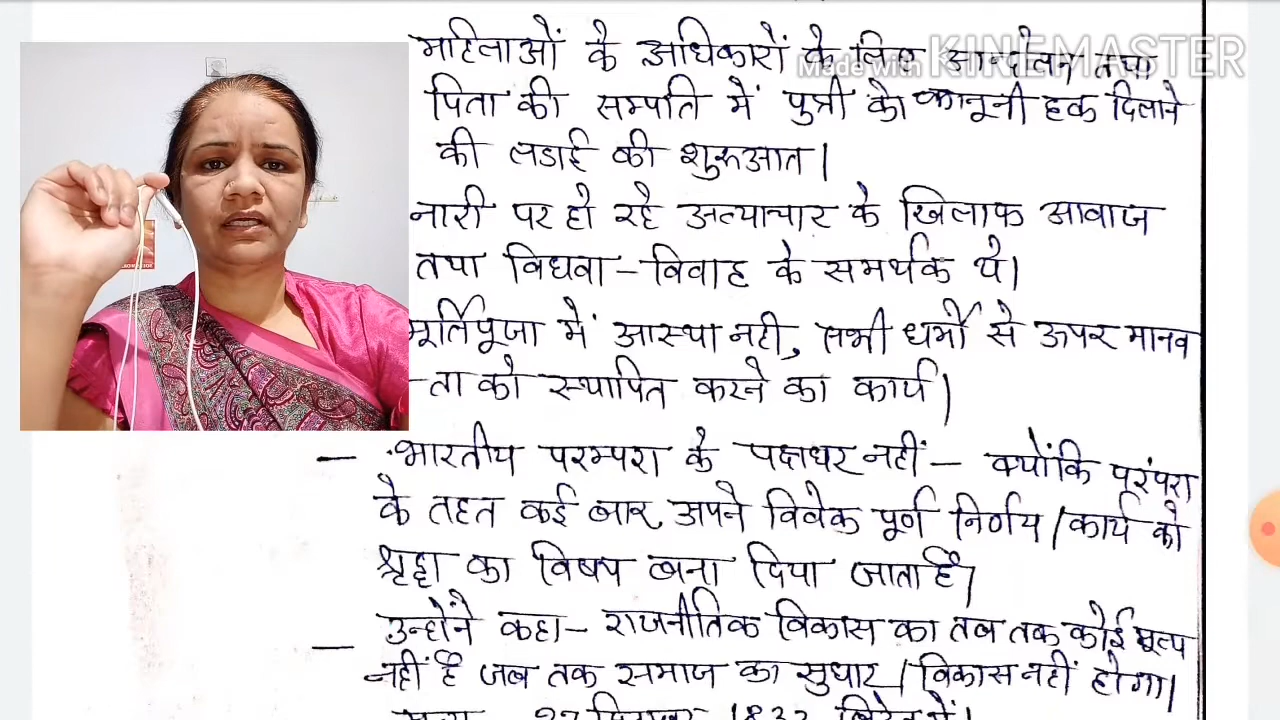 महिलाओं के अधिकारों के लिए आन्दोलन तथा
Made with KINEMASTER
पिता की सम्पति में पुत्री को कानूनी हक दिलाने
की लडाई की शुरूआत।
नारी पर हो रहे अत्याचार के खिलाफ आवाज
तथा विधवा-विवाह के समर्थक थे।
मूर्तिपूजा में आस्था नही, सभी धर्मों से ऊपर मानव
-ता को स्थापित करने का कार्य।
- भारतीय परम्परा के पक्षधर नहीं - क्योंकि परंपरा
के तहत कई बार अपने विवेक पूर्ण निर्णय/कार्य को
श्रृद्धा का विषय बना दिया जाता है।
- उन्होंने कहा- राजनैतिक विकास का तब तक कोई मूल्य
नहीं है जब तक समाज का सुधार/विकास नहीं होगा।
1833 ब्रिटेन में।